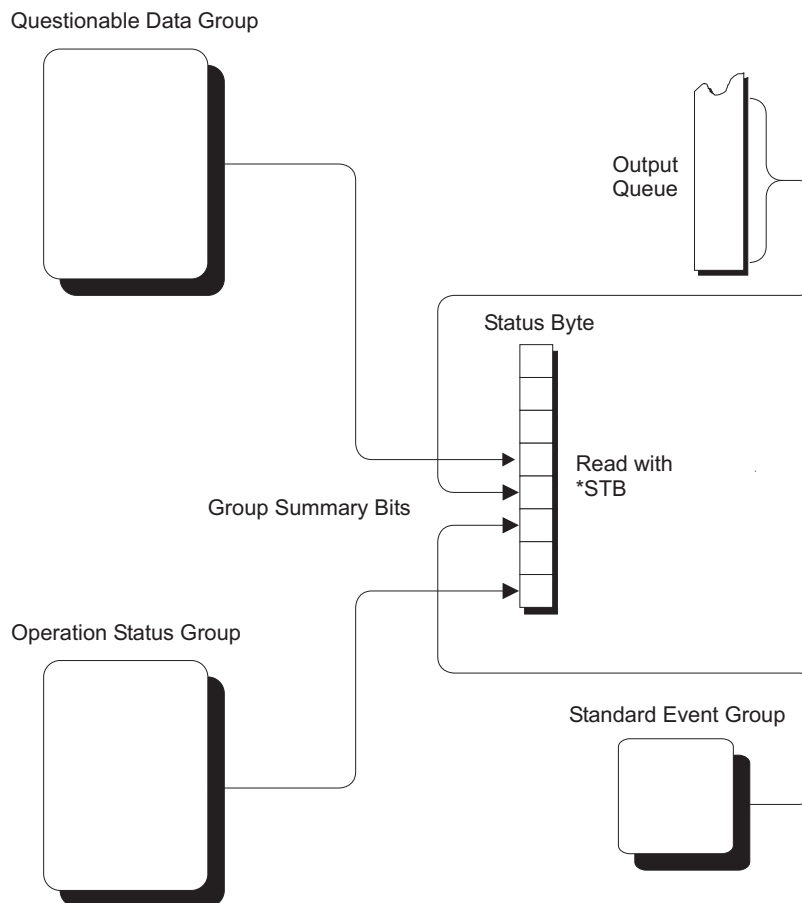 Questionable Data Group
Output
Queue
Status Byte
Read with
*STB
Group Summary Bits
Operation Status Group
Standard Event Group